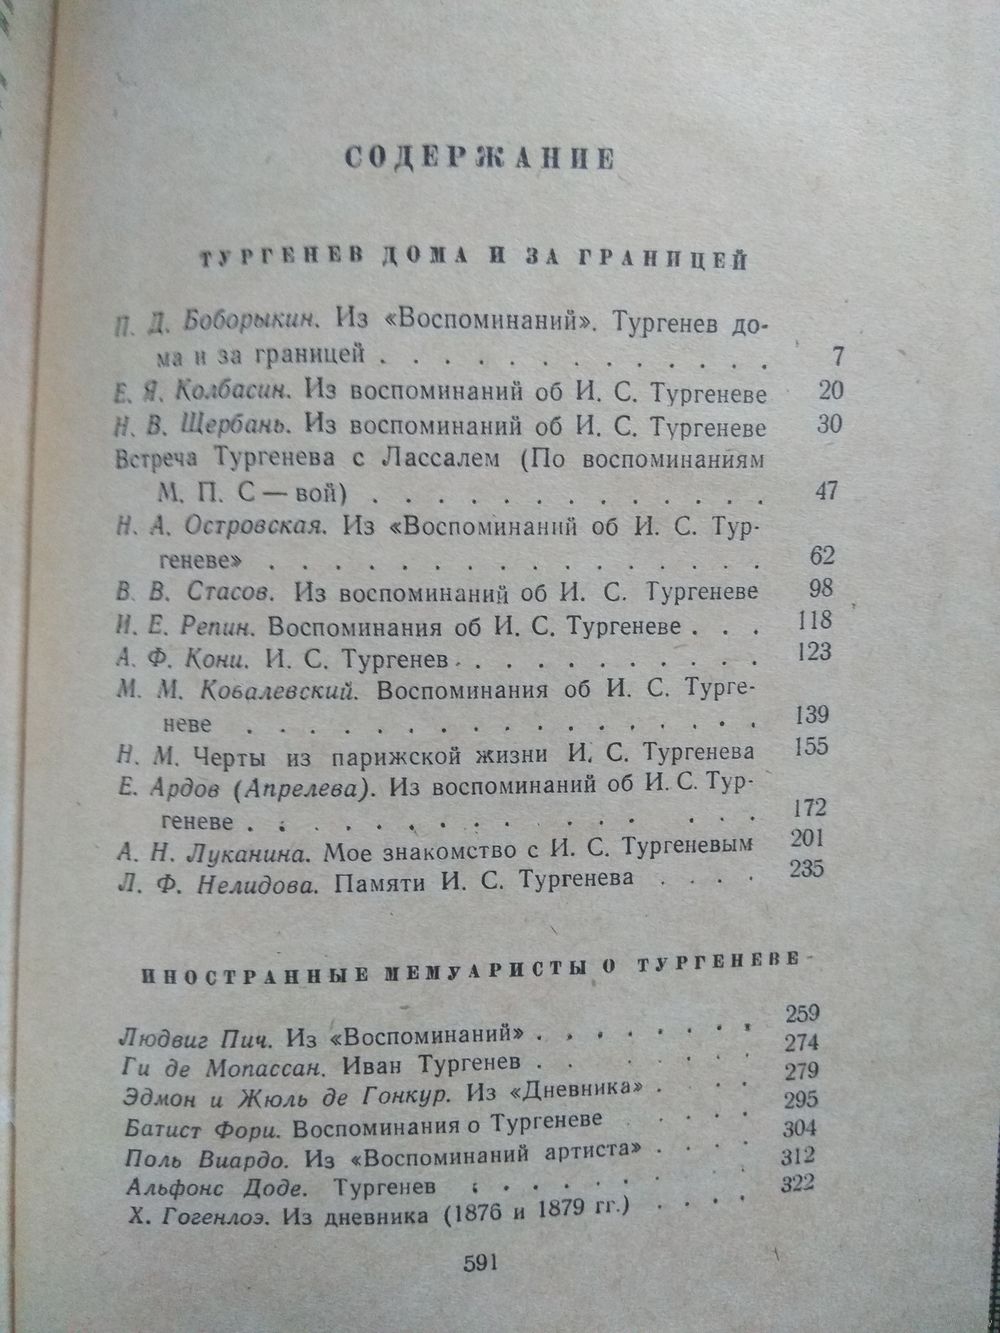 СОДЕРЖАНИЕ
ТУРГЕНЕВ ДОМА И ЗА ГРАНИЦЕЙ
П. Д. Боборыкин. Из «Воспоминаний». Тургенев до-
ма и за границей . . . . . . . . . . . . . 7
Е. Я. Колбасин. Из воспоминаний об И. С. Тургеневе 20
Н. В. Щербань. Из воспоминаний об И. С. Тургеневе 30
Встреча Тургенева с Лассалем (По воспоминаниям
М. П. С — вой) . . . . . . . . . . . . . 47
Н. А. Островская. Из «Воспоминаний об И. С. Тур-
геневе» . . . . . . . . . . . . . . . . . 62
В. В. Стасов. Из воспоминаний об И. С. Тургеневе 98
И. Е. Репин. Воспоминания об И. С. Тургеневе . . . 118
А. Ф. Кони. И. С. Тургенев . . . . . . . . . . . 123
М. М. Ковалевский. Воспоминания об И. С. Турге-
неве . . . . . . . . . . . . . . . . . 139
Н. М. Черты из парижской жизни И. С. Тургенева 155
Е. Ардов (Апрелева). Из воспоминаний об И. С. Тур-
геневе . . . . . . . . . . . . . . . 172
А. Н. Луканина. Мое знакомство с И. С. Тургеневым 201
Л. Ф. Нелидова. Памяти И. С. Тургенева . . . . 235
ИНОСТРАННЫЕ МЕМУАРИСТЫ О ТУРГЕНЕВЕ
Людвиг Пич. Из «Воспоминаний» . . . . . . . . 259
Ги де Мопассан. Иван Тургенев . . . . . . . 274
Эдмон и Жюль де Гонкур. Из «Дневника» . . . . 279
Батист Фори. Воспоминания о Тургеневе . . . . 295
Поль Виардо. Из «Воспоминаний артиста» . . . . 304
Альфонс Доде. Тургенев . . . . . . . . . 312
Х. Гогенлоэ. Из дневника (1876 и 1879 гг.) . . . . 322
591